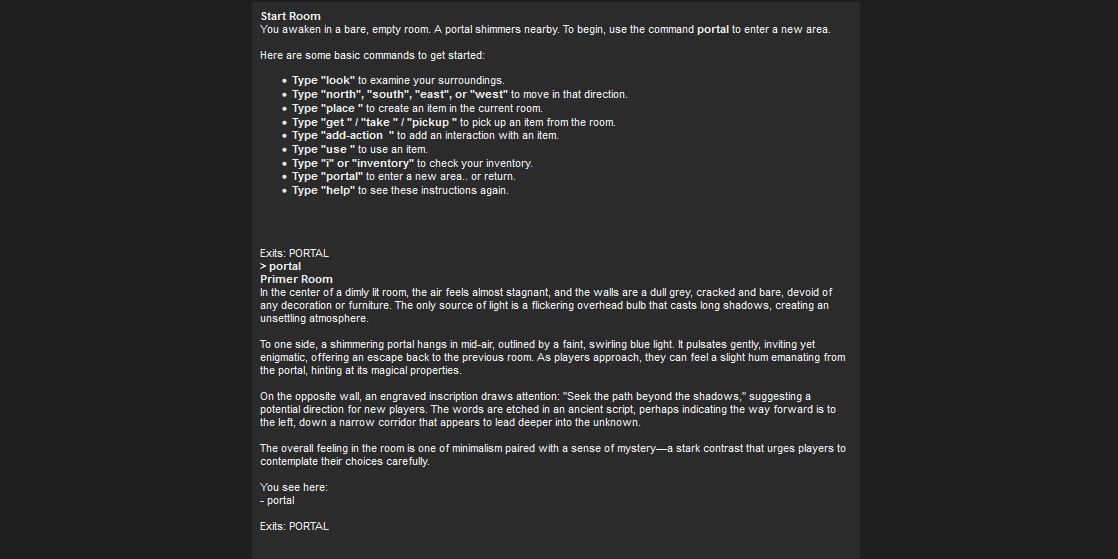 Start Room
You awaken in a bare, empty room. A portal shimmers nearby. To begin, use the command portal to enter a new area.
Here are some basic commands to get started:
• Type "look" to examine your surroundings.
• Type "north", "south", "east", or "west" to move in that direction.
• Type "place " to create an item in the current room.
• Type "get " / "take " / "pickup " to pick up an item from the room.
• Type "add-action  " to add an interaction with an item.
• Type "use " to use an item.
• Type "i" or "inventory" to check your inventory.
• Type "portal" to enter a new area.. or return.
• Type "help" to see these instructions again.
Exits: PORTAL
> portal
Primer Room
In the center of a dimly lit room, the air feels almost stagnant, and the walls are a dull grey, cracked and bare, devoid of
any decoration or furniture. The only source of light is a flickering overhead bulb that casts long shadows, creating an
unsettling atmosphere.
To one side, a shimmering portal hangs in mid-air, outlined by a faint, swirling blue light. It pulsates gently, inviting yet
enigmatic, offering an escape back to the previous room. As players approach, they can feel a slight hum emanating from
the portal, hinting at its magical properties.
On the opposite wall, an engraved inscription draws attention: "Seek the path beyond the shadows," suggesting a
potential direction for new players. The words are etched in an ancient script, perhaps indicating the way forward is to
the left, down a narrow corridor that appears to lead deeper into the unknown.
The overall feeling in the room is one of minimalism paired with a sense of mystery—a stark contrast that urges players to
contemplate their choices carefully.
You see here:
- portal
Exits: PORTAL